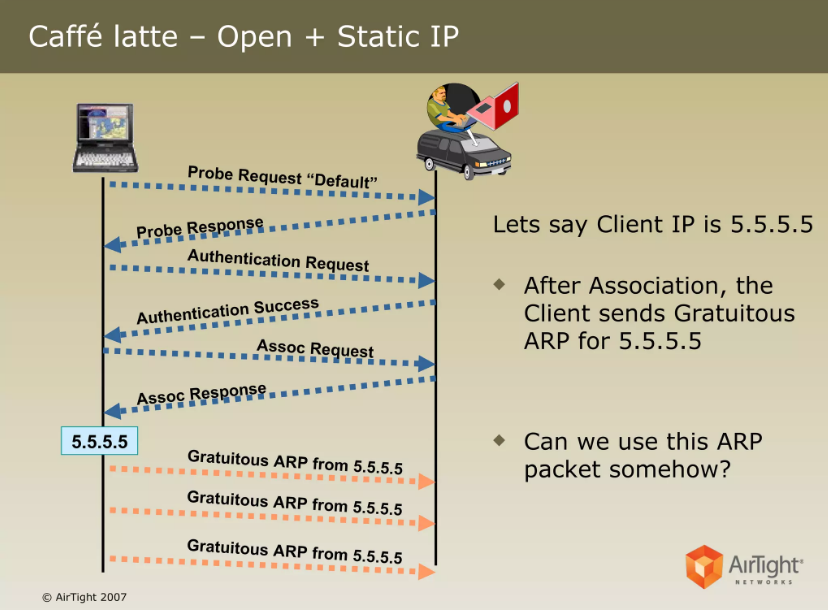 Caffé latte – Open + Static IP
Probe Request “Default”
Probe Response
Authentication Request
Authentication Success
Assoc Request
Assoc Response
5.5.5.5
Gratuitous ARP from 5.5.5.5
Gratuitous ARP from 5.5.5.5
Gratuitous ARP from 5.5.5.5
Lets say Client IP is 5.5.5.5
After Association, the
Client sends Gratuitous
ARP for 5.5.5.5
Can we use this ARP
packet somehow?
AirTight®
NETWORKS
© AirTight 2007